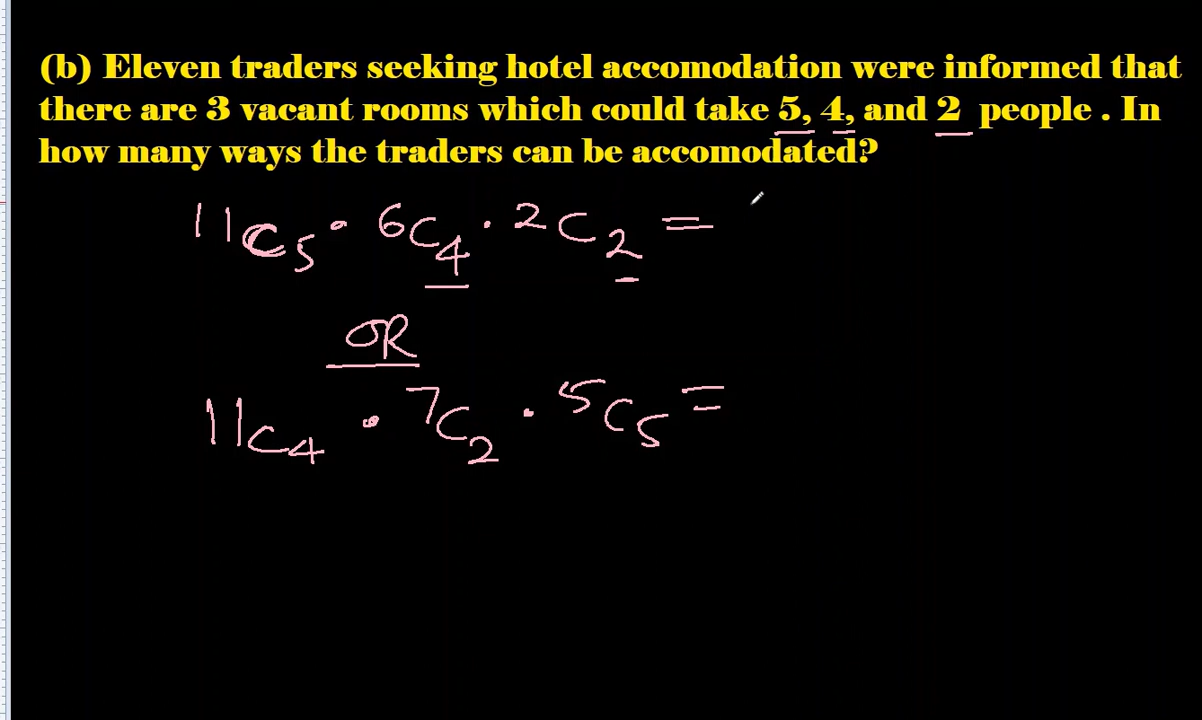 (b) Eleven traders seeking hotel accomodation were informed that
there are 3 vacant rooms which could take 5, 4, and 2 people . In
how many ways the traders can be accomodated?
11C5 · 6C4 · 2C2 =
OR
11C4 · 7C2 · 5C5 =